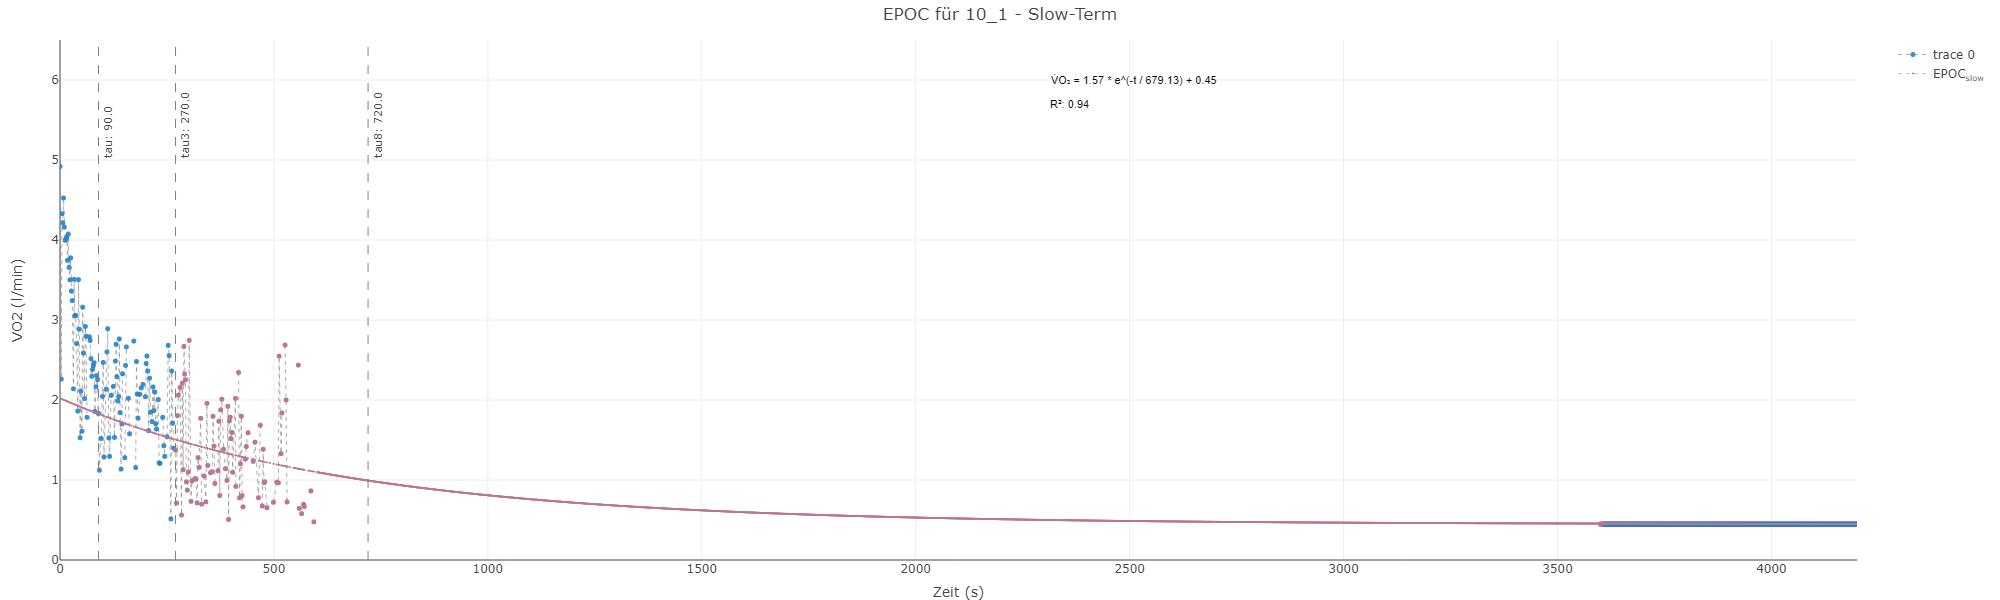 EPOC für 10_1 - Slow-Term
trace 0
EPOCslow
V̇O₂ = 1.57 * e^(-t / 679.13) + 0.45
R²: 0.94
tau: 90.0
tau3: 270.0
tau8: 720.0
VO2 (l/min)
6
5
4
3
2
1
0
0 500 1000 1500 2000 2500 3000 3500 4000
Zeit (s)